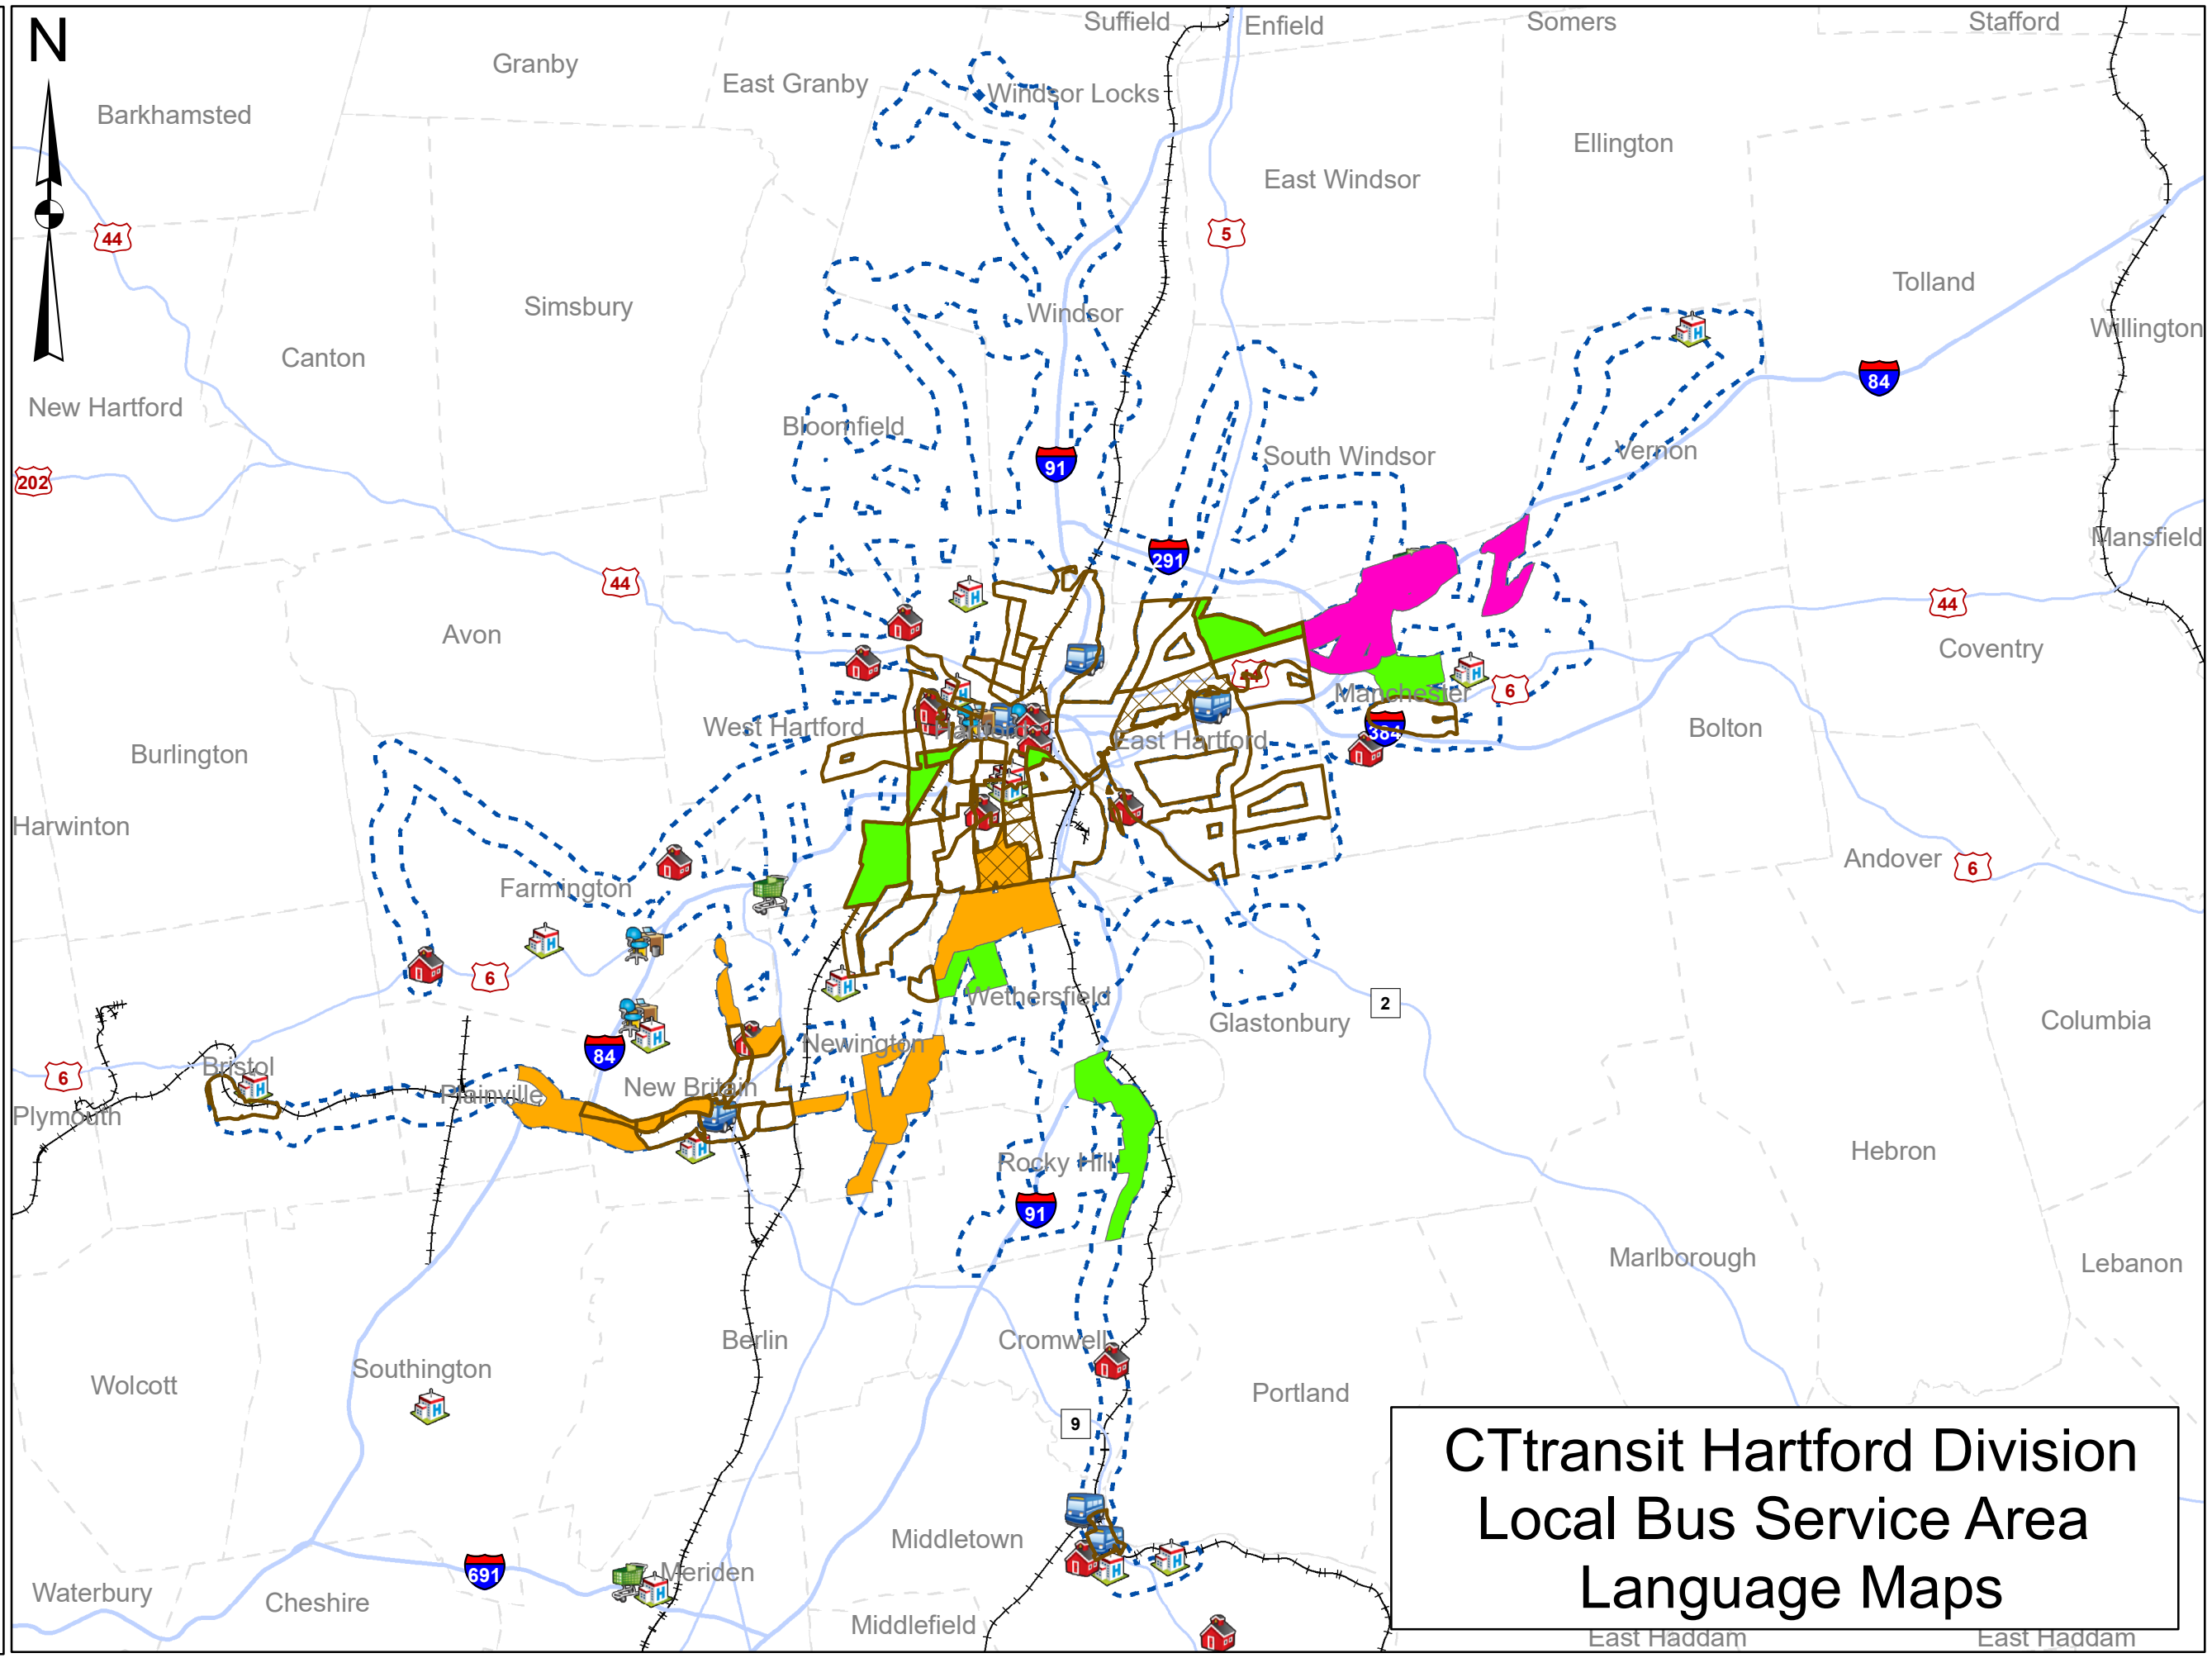 N
Suffield
Enfield
Somers
Stafford
Granby
East Granby
Windsor Locks
Barkhamsted
Ellington
East Windsor
44
5
Tolland
Simsbury
Windsor
Willington
Canton
84
New Hartford
Bloomfield
Vernon
South Windsor
91
202
Mansfield
291
44
44
Avon
Coventry
44
Manchester
6
West Hartford
Hartford
384
Bolton
East Hartford
Burlington
Harwinton
Andover
6
Farmington
6
Wethersfield
2
Glastonbury
Columbia
Newington
84
Bristol
6
New Britain
Plainville
Plymouth
Hebron
Rocky Hill
91
Marlborough
Lebanon
Berlin
Cromwell
Southington
Wolcott
Portland
9
CTtransit Hartford Division
Local Bus Service Area
Language Maps
Middletown
691
Meriden
Waterbury
Cheshire
Middlefield
East Haddam
East Haddam